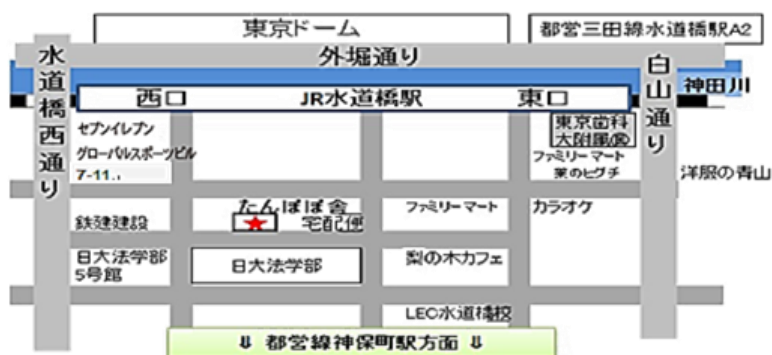 東京ドーム
都営三田線水道橋駅A2
外堀通り
水道橋西通り
白山通り
神田川
西口
JR水道橋駅
東口
セブンイレブン
グローバルスポーツビル
7-11.,
東京歯科
大附属㊩
ファミリーマート
薬のヒグチ
洋服の青山
鉄建建設
たんぽぽ舎
宅配便
ファミリーマート
カラオケ
日大法学部
5号館
日大法学部
梨の木カフェ
LEC水道橋校
⇓ 都営線神保町駅方面 ⇓